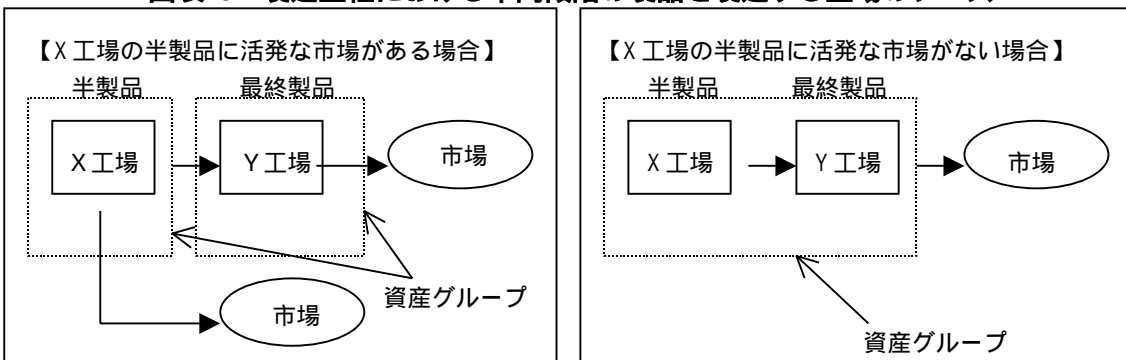 【X工場の半製品に活発な市場がある場合】
半製品 最終製品
X工場 Y工場 市場
市場
資産グループ
【X工場の半製品に活発な市場がない場合】
半製品 最終製品
X工場 Y工場 市場
資産グループ